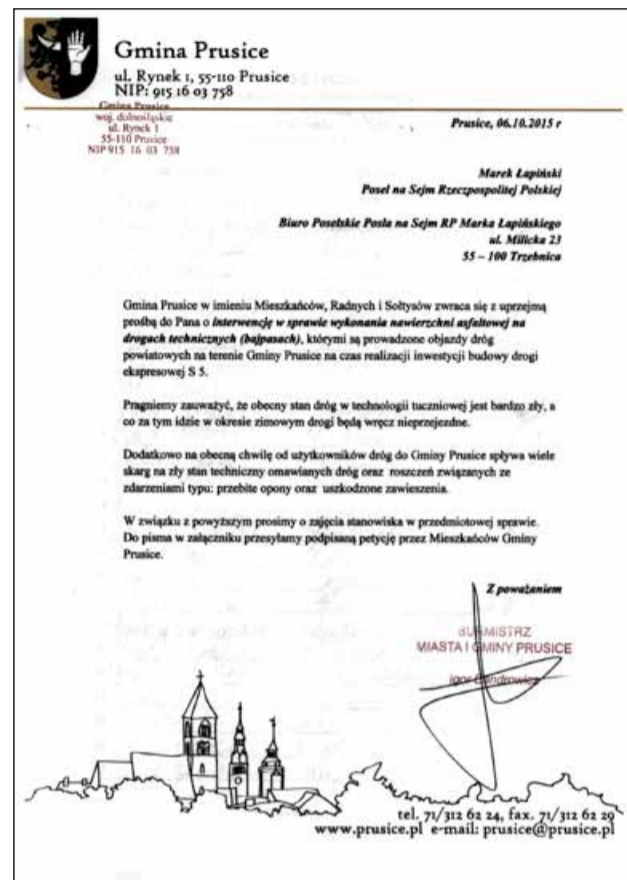 Gmina Prusice
ul. Rynek 1, 55-110 Prusice
NIP: 915 16 03 758
Gmina Prusice
woj. dolnośląskie
ul. Rynek 1
55-110 Prusice
NIP 915 16 03 758
Prusice, 06.10.2015 r
Marek Łapiński
Poseł na Sejm Rzeczpospolitej Polskiej
Biuro Poselskie Posła na Sejm RP Marka Łapińskiego
ul. Milicka 23
55 – 100 Trzebnica
Gmina Prusice w imieniu Mieszkańców, Radnych i Sołtysów zwraca się z uprzejmą
prośbą do Pana o interwencję w sprawie wykonania nawierzchni asfaltowej na
drogach technicznych (bajpasach), którymi są prowadzone objazdy dróg
powiatowych na terenie Gminy Prusice na czas realizacji inwestycji budowy drogi
ekspresowej S 5.
Pragniemy zauważyć, że obecny stan dróg w technologii tuczniowej jest bardzo zły, a
co za tym idzie w okresie zimowym drogi będą wręcz nieprzejezdne.
Dodatkowo na obecną chwilę od użytkowników dróg do Gminy Prusice spływa wiele
skarg na zły stan techniczny omawianych dróg oraz roszczeń związanych ze
zdarzeniami typu: przebite opony oraz uszkodzone zawieszenia.
W związku z powyższym prosimy o zajęcia stanowiska w przedmiotowej sprawie.
Do pisma w załączniku przesyłamy podpisaną petycję przez Mieszkańców Gminy
Prusice.
Z poważaniem
BURMISTRZ
MIASTA I GMINY PRUSICE
Igor Bandrowicz
tel. 71/312 62 24, fax. 71/312 62 29
www.prusice.pl e-mail: prusice@prusice.pl